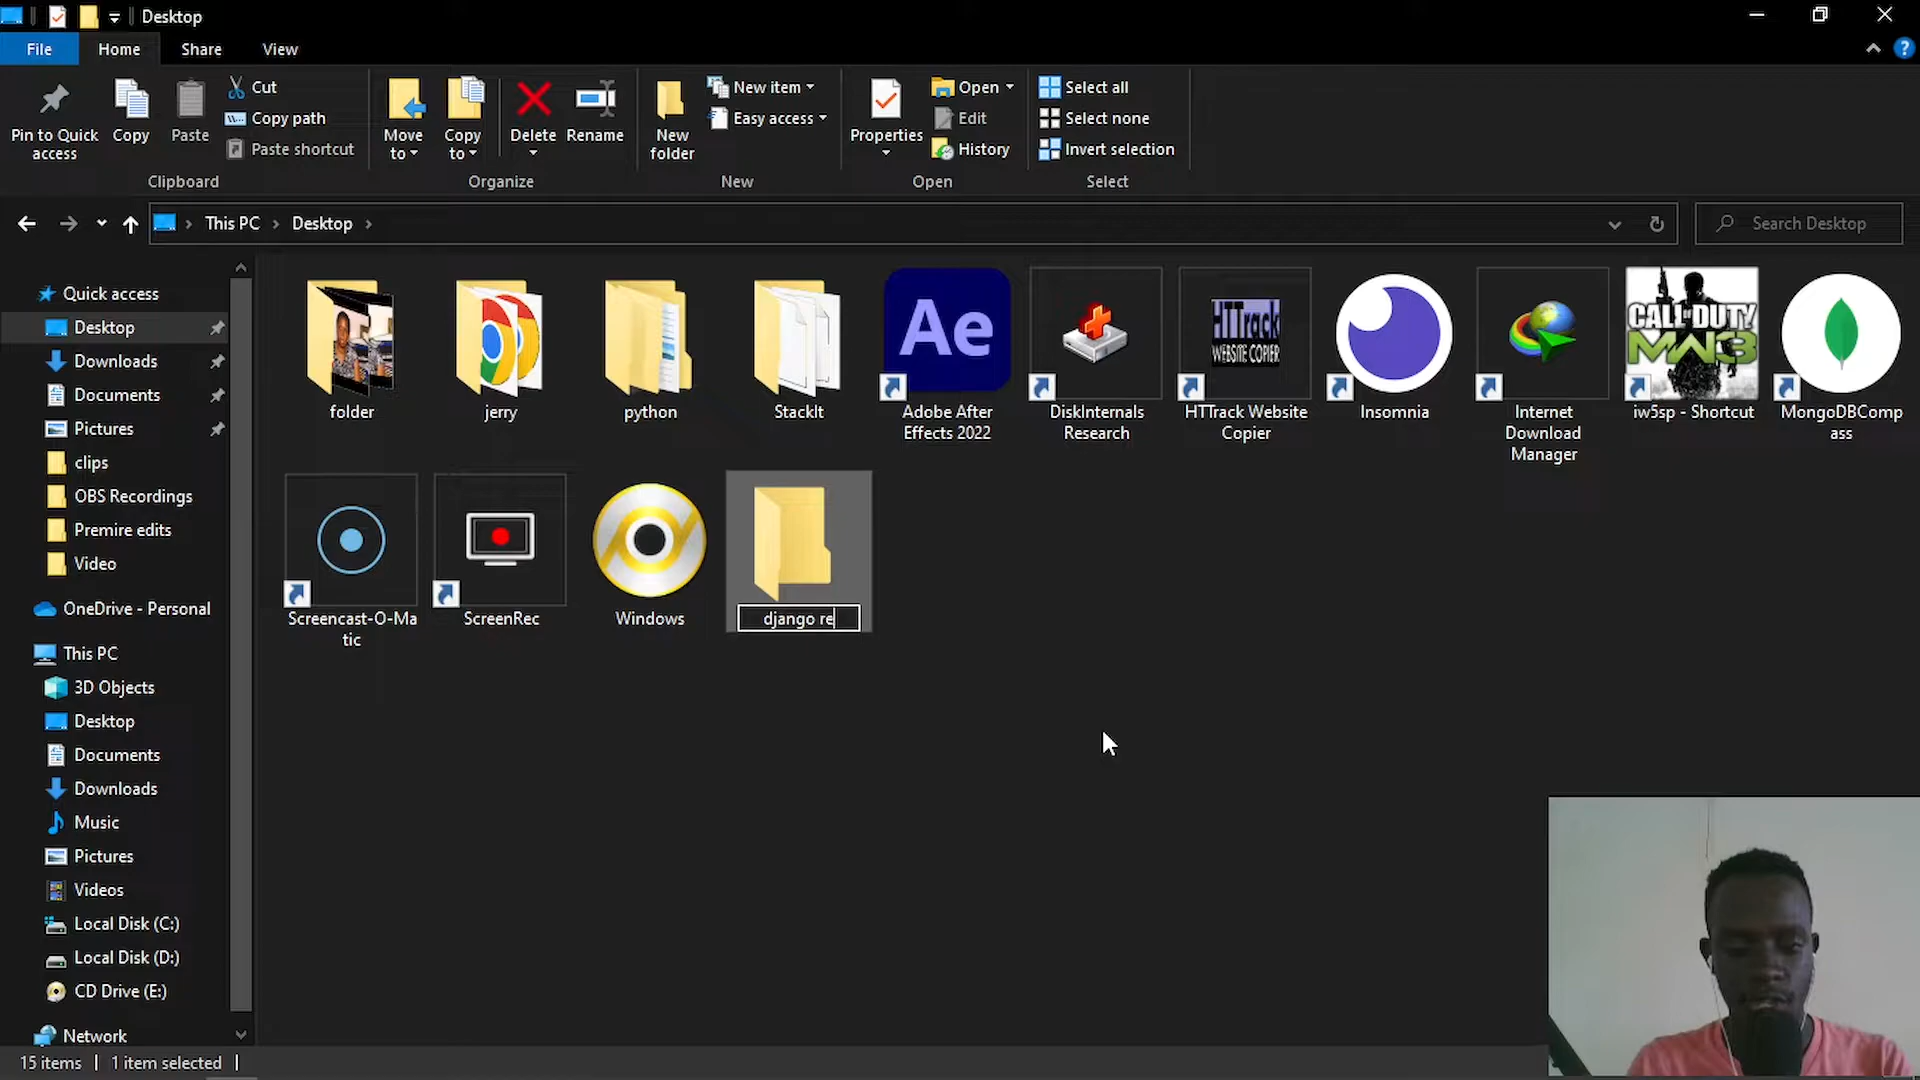 Desktop
File Home Share View
Pin to Quick access
Copy
Paste
Cut
Copy path
Paste shortcut
Clipboard
Move to
Copy to
Delete
Rename
Organize
New folder
New item
Easy access
New
Properties
Open
Edit
History
Open
Select all
Select none
Invert selection
Select
This PC > Desktop >
Search Desktop
Quick access
Desktop
Downloads
Documents
Pictures
clips
OBS Recordings
Premire edits
Video
OneDrive - Personal
This PC
3D Objects
Desktop
Documents
Downloads
Music
Pictures
Videos
Local Disk (C:)
Local Disk (D:)
CD Drive (E:)
Network
folder
jerry
python
StackIt
Ae
Adobe After
Effects 2022
DiskInternals
Research
HTTrack
WEBSITE COPIER
HTTrack Website
Copier
Insomnia
Internet
Download
Manager
CALL OF DUTY
MW3
iw5sp - Shortcut
MongoDBComp
ass
Screencast-O-Ma
tic
ScreenRec
Windows
django re
15 items
1 item selected